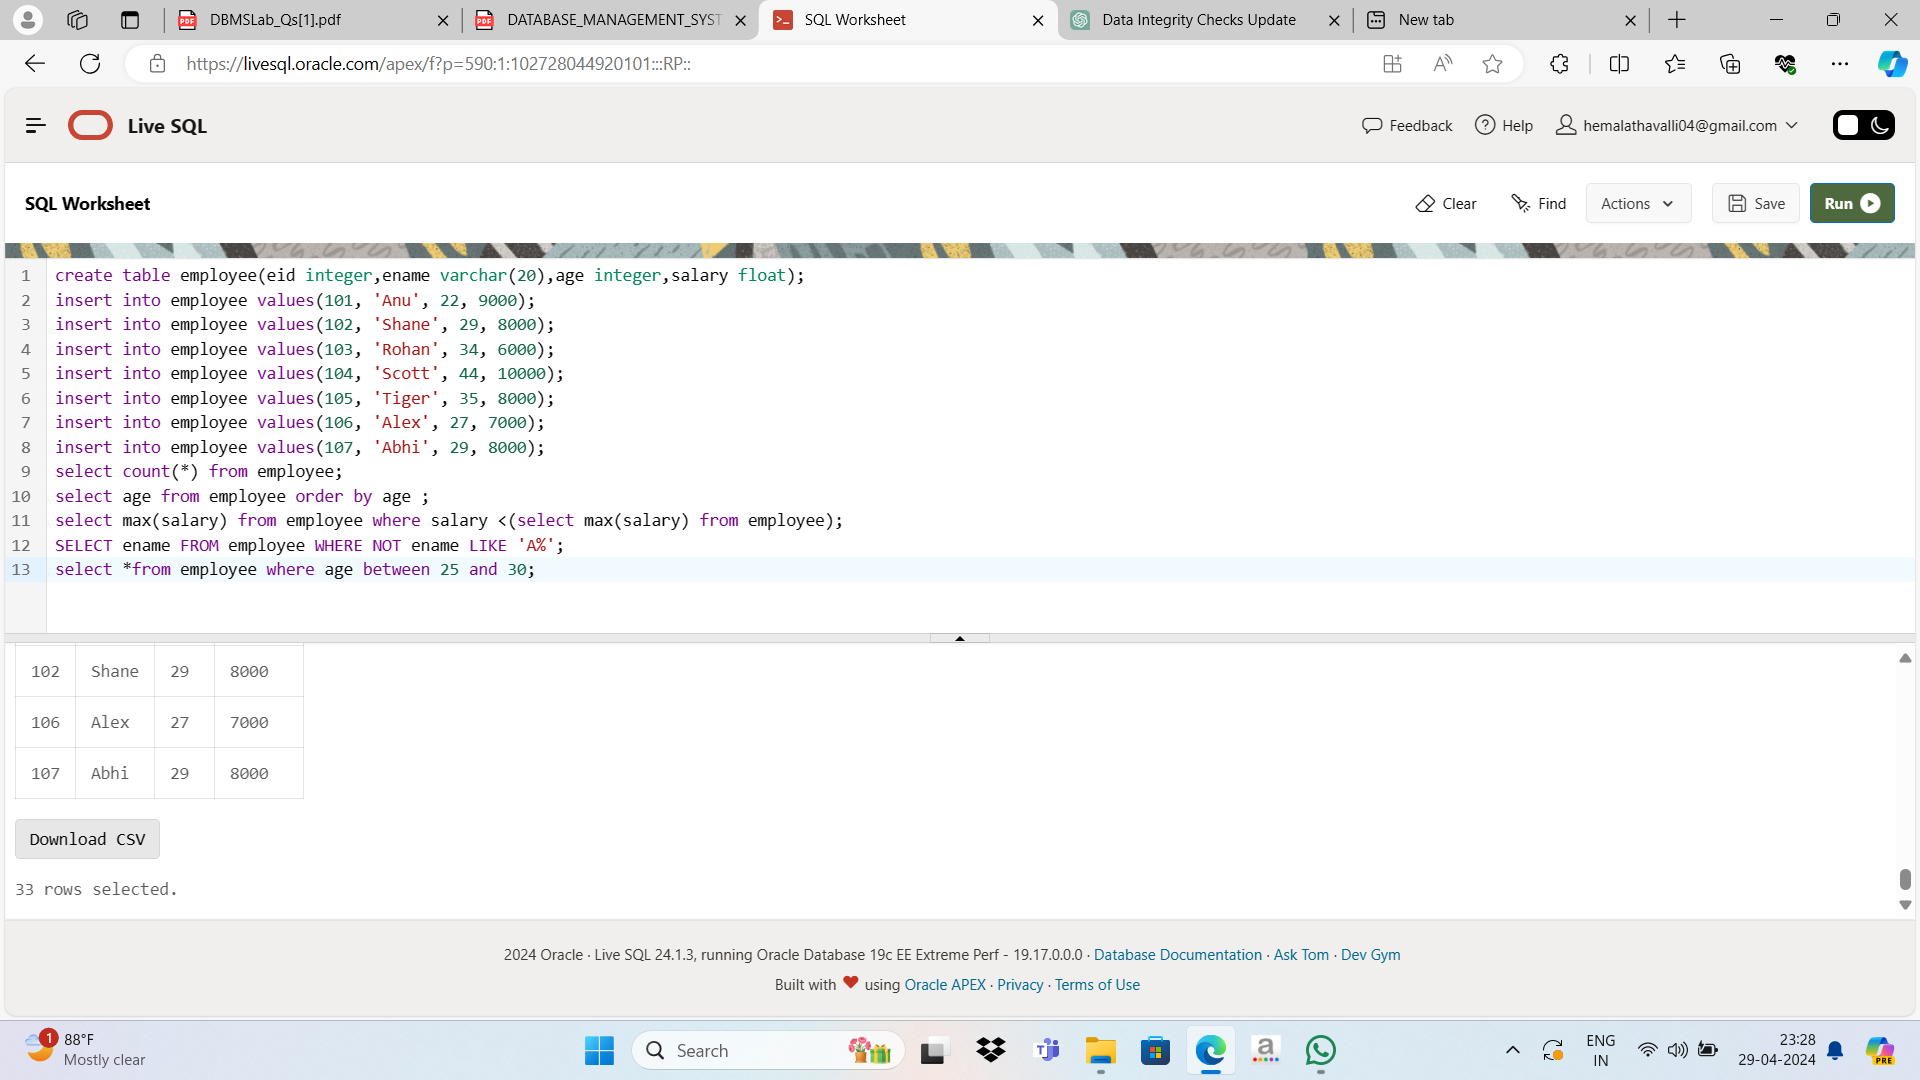 DBMSLab_Qs[1].pdf
DATABASE_MANAGEMENT_SYST
SQL Worksheet
Data Integrity Checks Update
New tab
https://livesql.oracle.com/apex/f?p=590:1:102728044920101:::RP::
Live SQL
Feedback
Help
hemalathavalli04@gmail.com
SQL Worksheet
Clear
Find
Actions
Save
Run
1 create table employee(eid integer,ename varchar(20),age integer,salary float);
2 insert into employee values(101, 'Anu', 22, 9000);
3 insert into employee values(102, 'Shane', 29, 8000);
4 insert into employee values(103, 'Rohan', 34, 6000);
5 insert into employee values(104, 'Scott', 44, 10000);
6 insert into employee values(105, 'Tiger', 35, 8000);
7 insert into employee values(106, 'Alex', 27, 7000);
8 insert into employee values(107, 'Abhi', 29, 8000);
9 select count(*) from employee;
10 select age from employee order by age ;
11 select max(salary) from employee where salary <(select max(salary) from employee);
12 SELECT ename FROM employee WHERE NOT ename LIKE 'A%';
13 select *from employee where age between 25 and 30;
102 Shane 29 8000
106 Alex 27 7000
107 Abhi 29 8000
Download CSV
33 rows selected.
2024 Oracle · Live SQL 24.1.3, running Oracle Database 19c EE Extreme Perf - 19.17.0.0.0 · Database Documentation · Ask Tom · Dev Gym
Built with ❤ using Oracle APEX · Privacy · Terms of Use
1
88°F
Mostly clear
Search
ENG
IN
23:28
29-04-2024
PRE